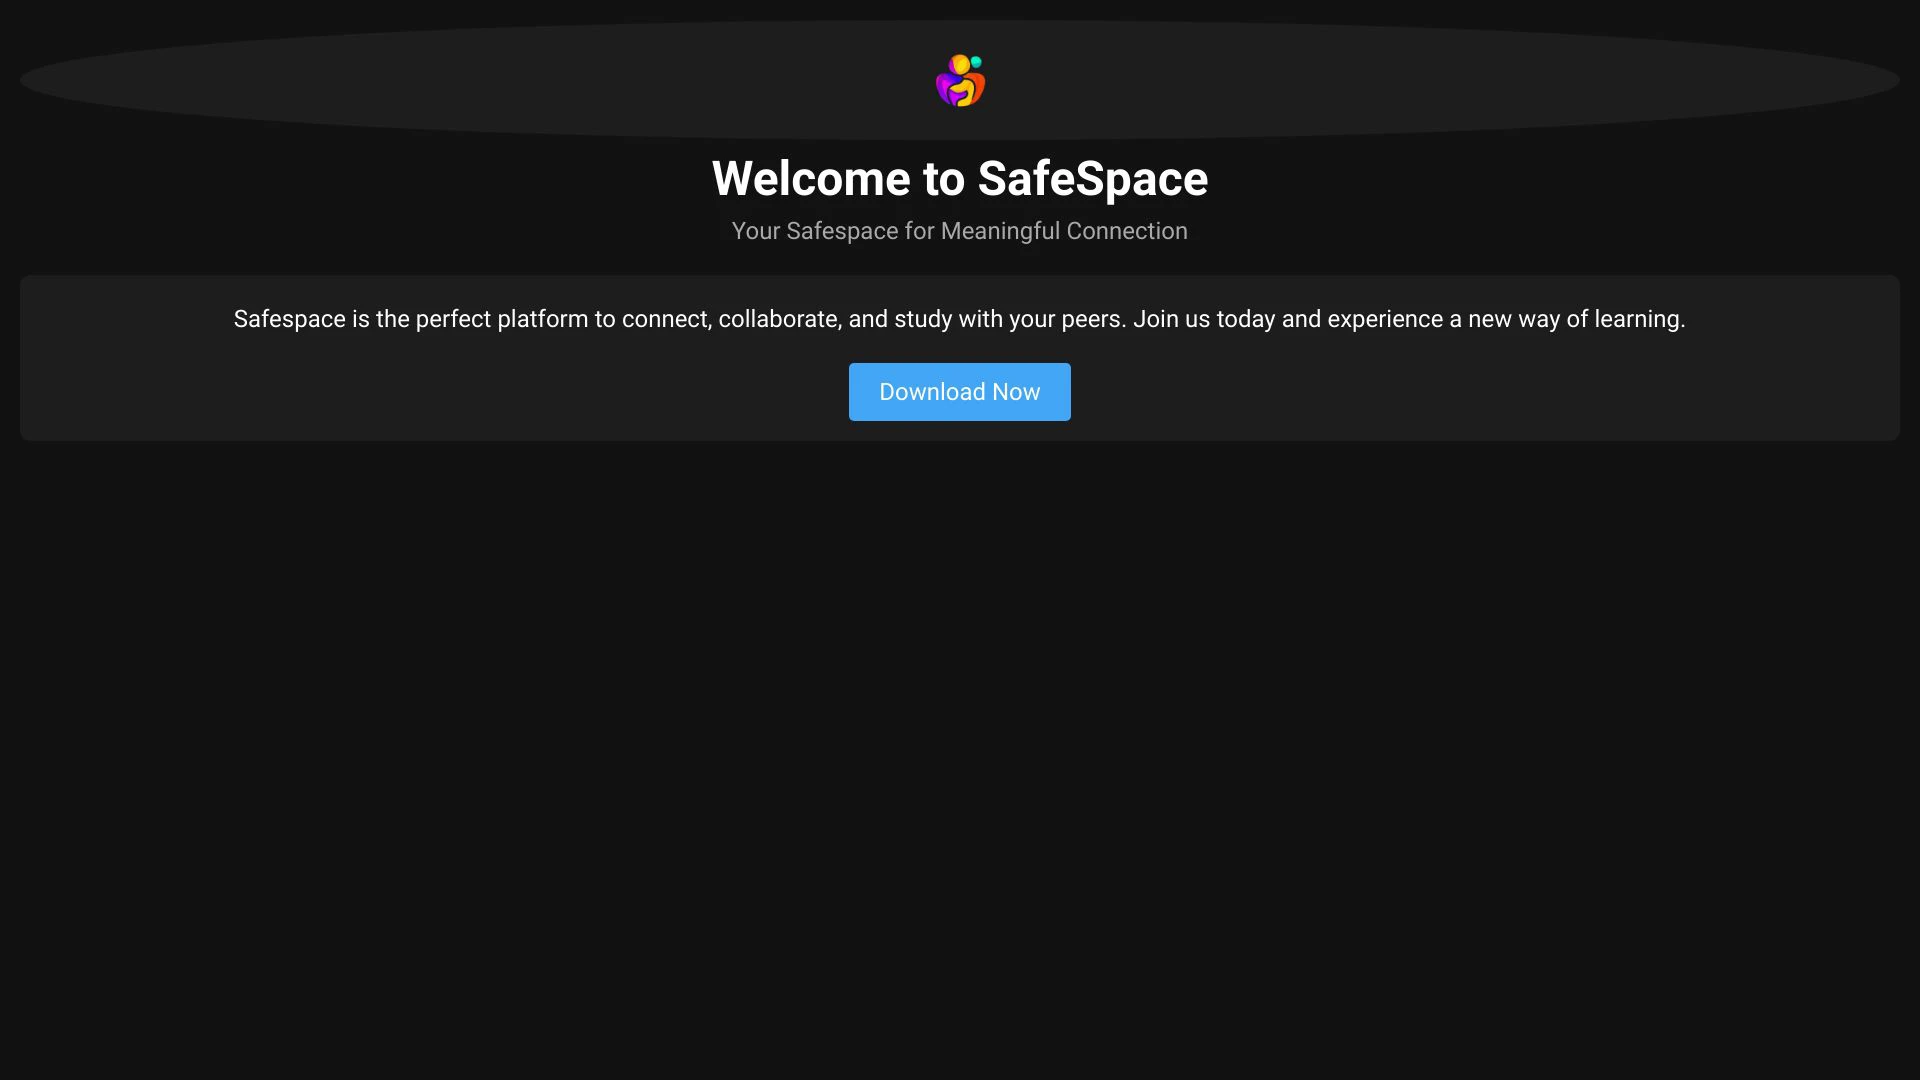 Welcome to SafeSpace
Your Safespace for Meaningful Connection
Safespace is the perfect platform to connect, collaborate, and study with your peers. Join us today and experience a new way of learning.
Download Now